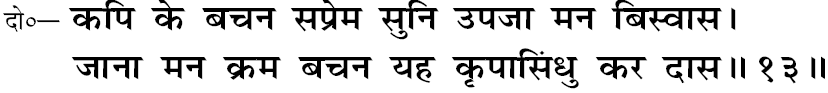 दो०— कपि के बचन सप्रेम सुनि उपजा मन बिस्वास।
जाना मन क्रम बचन यह कृपासिंधु कर दास॥ १३॥